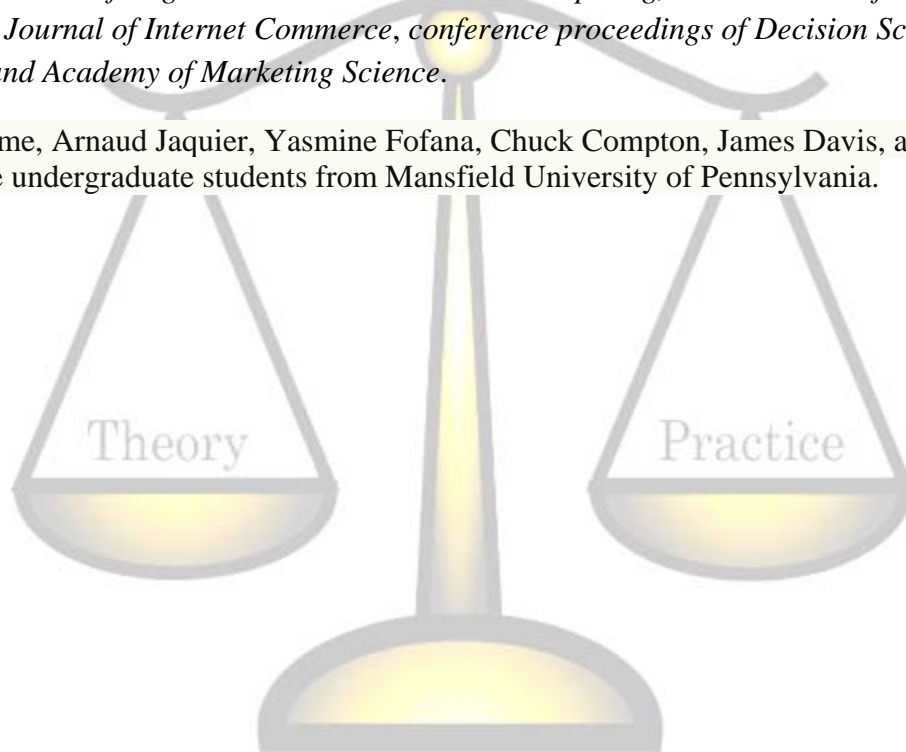 Journal of Internet Commerce, conference proceedings of Decision Sc
and Academy of Marketing Science.
me, Arnaud Jaquier, Yasmine Fofana, Chuck Compton, James Davis, a
e undergraduate students from Mansfield University of Pennsylvania.
Theory
Practice